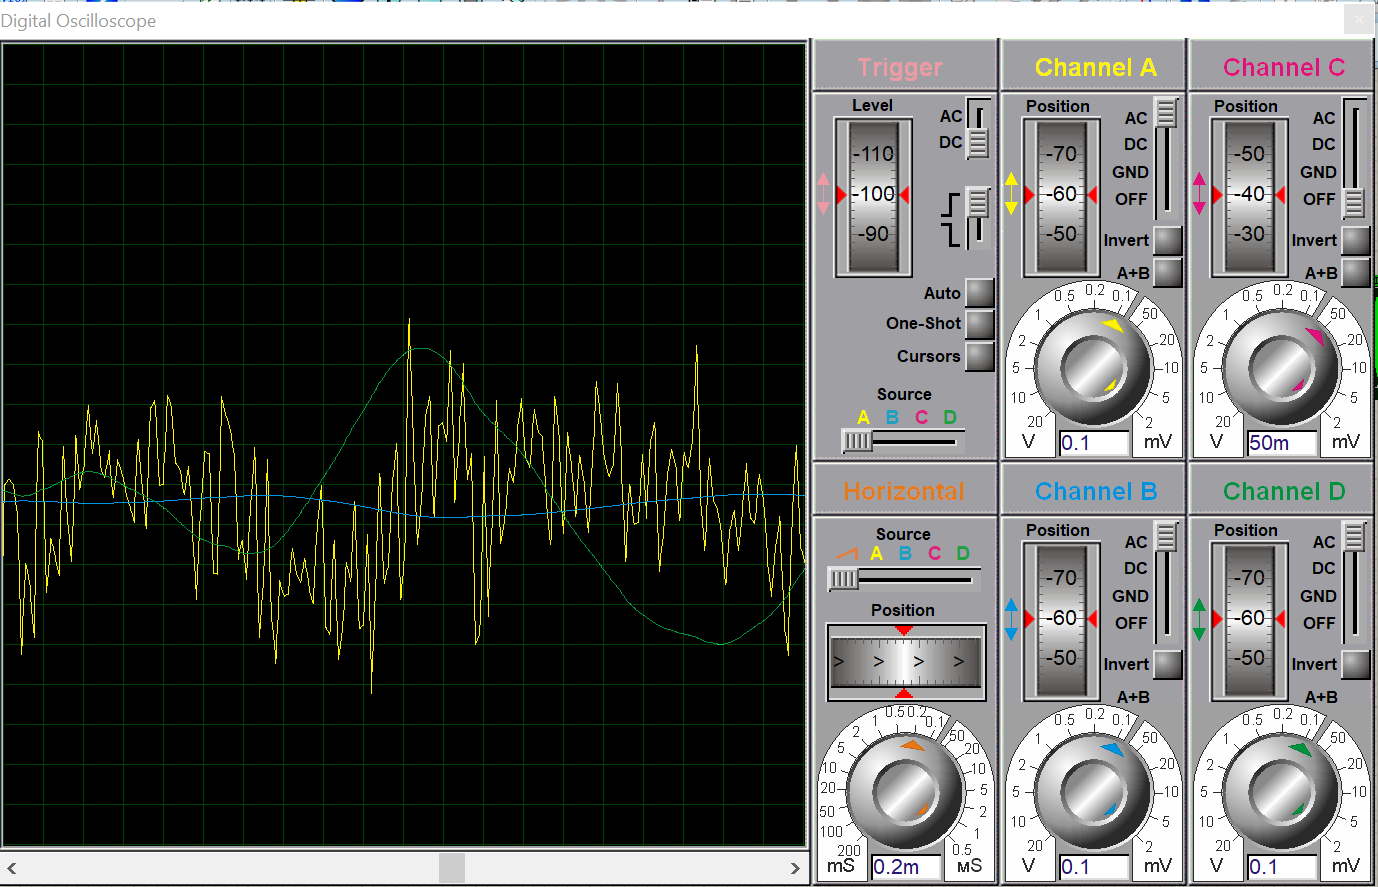 Digital Oscilloscope
Trigger
Level
AC
DC
-110
-100
-90
Auto
One-Shot
Cursors
Source
A B C D
Channel A
Position
AC
DC
GND
OFF
-70
-60
-50
Invert
A+B
20 10 5 2 1 0.5 0.2 0.1 50 20 10 5 2
V
0.1
mV
Channel C
Position
AC
DC
GND
OFF
-50
-40
-30
Invert
A+B
20 10 5 2 1 0.5 0.2 0.1 50 20 10 5 2
V
50m
mV
Horizontal
Source
A B C D
Position
> > > >
200 100 50 20 10 5 2 1 0.5 0.2 0.1 50 20 10 5 2 1 0.5
mS
0.2m
мS
Channel B
Position
AC
DC
GND
OFF
-70
-60
-50
Invert
A+B
20 10 5 2 1 0.5 0.2 0.1 50 20 10 5 2
V
0.1
mV
Channel D
Position
AC
DC
GND
OFF
-70
-60
-50
Invert
A+B
20 10 5 2 1 0.5 0.2 0.1 50 20 10 5 2
V
0.1
mV